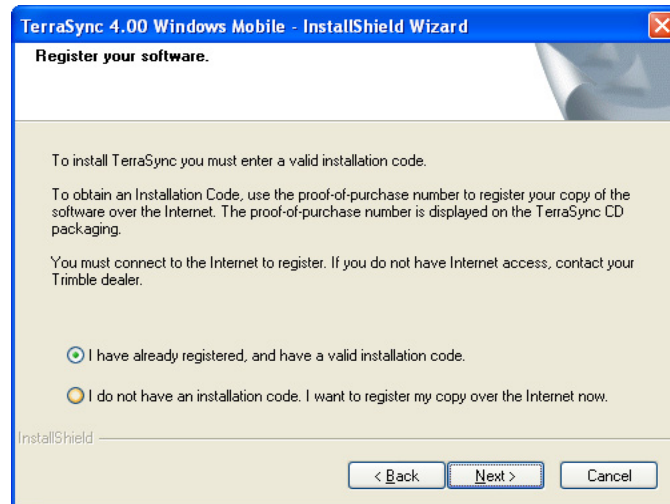 TerraSync 4.00 Windows Mobile - InstallShield Wizard
Register your software.
To install TerraSync you must enter a valid installation code.
To obtain an Installation Code, use the proof-of-purchase number to register your copy of the
software over the Internet. The proof-of-purchase number is displayed on the TerraSync CD
packaging.
You must connect to the Internet to register. If you do not have Internet access, contact your
Trimble dealer.
I have already registered, and have a valid installation code.
I do not have an installation code. I want to register my copy over the Internet now.
InstallShield
< Back Next > Cancel